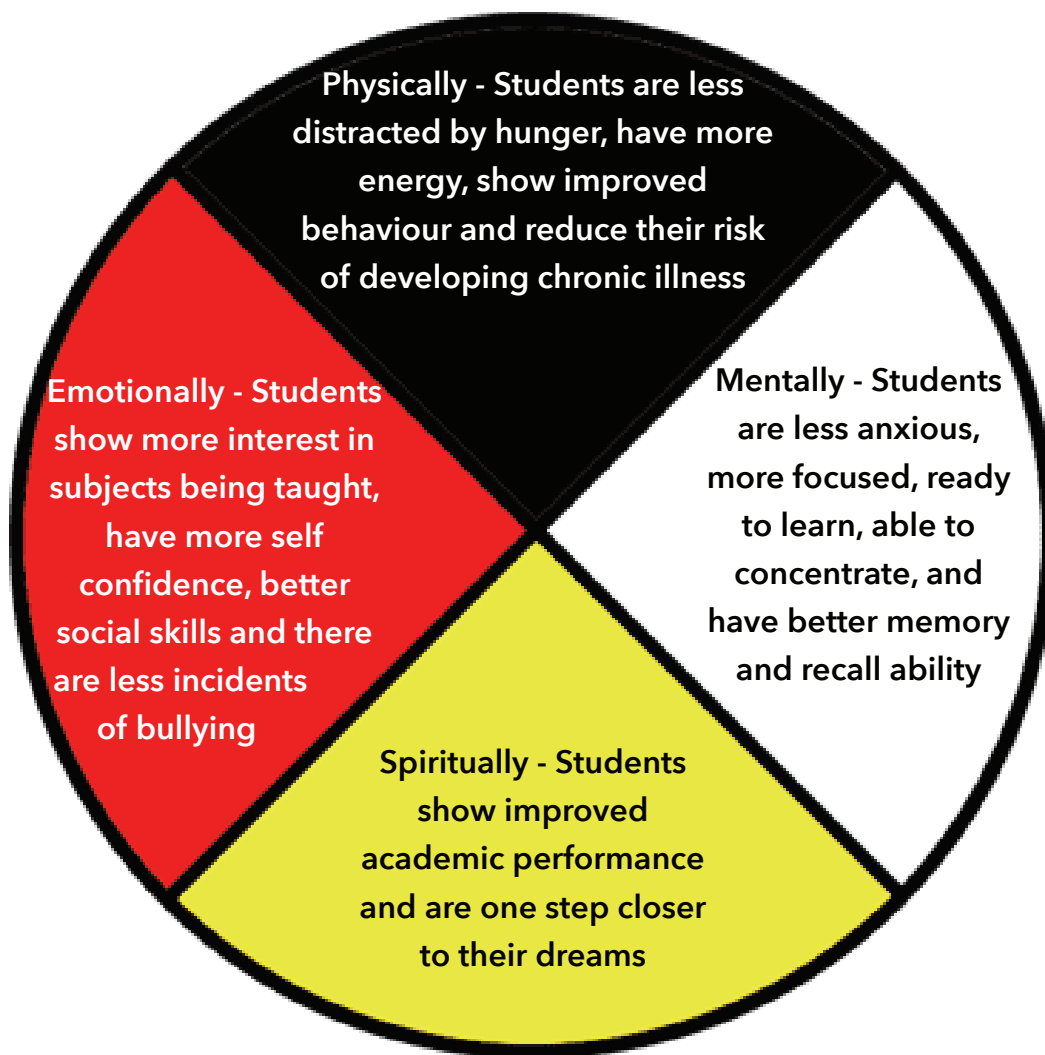 Physically - Students are less
distracted by hunger, have more
energy, show improved
behaviour and reduce their risk
of developing chronic illness
Emotionally - Students
show more interest in
subjects being taught,
have more self
confidence, better
social skills and there
are less incidents
of bullying
Mentally - Students
are less anxious,
more focused, ready
to learn, able to
concentrate, and
have better memory
and recall ability
Spiritually - Students
show improved
academic performance
and are one step closer
to their dreams